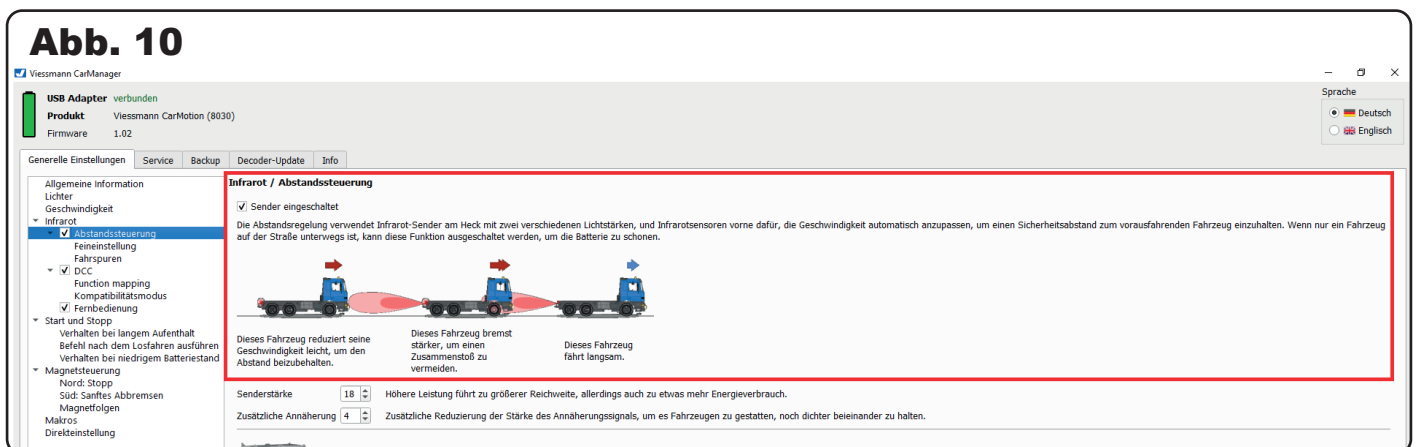 Abb. 10
Viessmann CarManager
USB Adapter verbunden
Produkt Viessmann CarMotion (8030)
Firmware 1.02
Sprache
Deutsch
Englisch
Generelle Einstellungen Service Backup Decoder-Update Info
Allgemeine Information
Lichter
Geschwindigkeit
Infrarot
Abstandssteuerung
Feineinstellung
Fahrspuren
DCC
Function mapping
Kompatibilitätsmodus
Fernbedienung
Start und Stopp
Verhalten bei langem Aufenthalt
Befehl nach dem Losfahren ausführen
Verhalten bei niedrigem Batteriestand
Magnetsteuerung
Nord: Stopp
Süd: Sanftes Abbremsen
Magnetfolgen
Makros
Direkteinstellung
Infrarot / Abstandssteuerung
Sender eingeschaltet
Die Abstandsregelung verwendet Infrarot-Sender am Heck mit zwei verschiedenen Lichtstärken, und Infrarotsensoren vorne dafür, die Geschwindigkeit automatisch anzupassen, um einen Sicherheitsabstand zum vorausfahrenden Fahrzeug einzuhalten. Wenn nur ein Fahrzeug
auf der Straße unterwegs ist, kann diese Funktion ausgeschaltet werden, um die Batterie zu schonen.
Dieses Fahrzeug reduziert seine
Geschwindigkeit leicht, um den
Abstand beizubehalten.
Dieses Fahrzeug bremst
stärker, um einen
Zusammenstoß zu
vermeiden.
Dieses Fahrzeug
fährt langsam.
Senderstärke 18 Höhere Leistung führt zu größerer Reichweite, allerdings auch zu etwas mehr Energieverbrauch.
Zusätzliche Annäherung 4 Zusätzliche Reduzierung der Stärke des Annäherungssignals, um es Fahrzeugen zu gestatten, noch dichter beieinander zu halten.